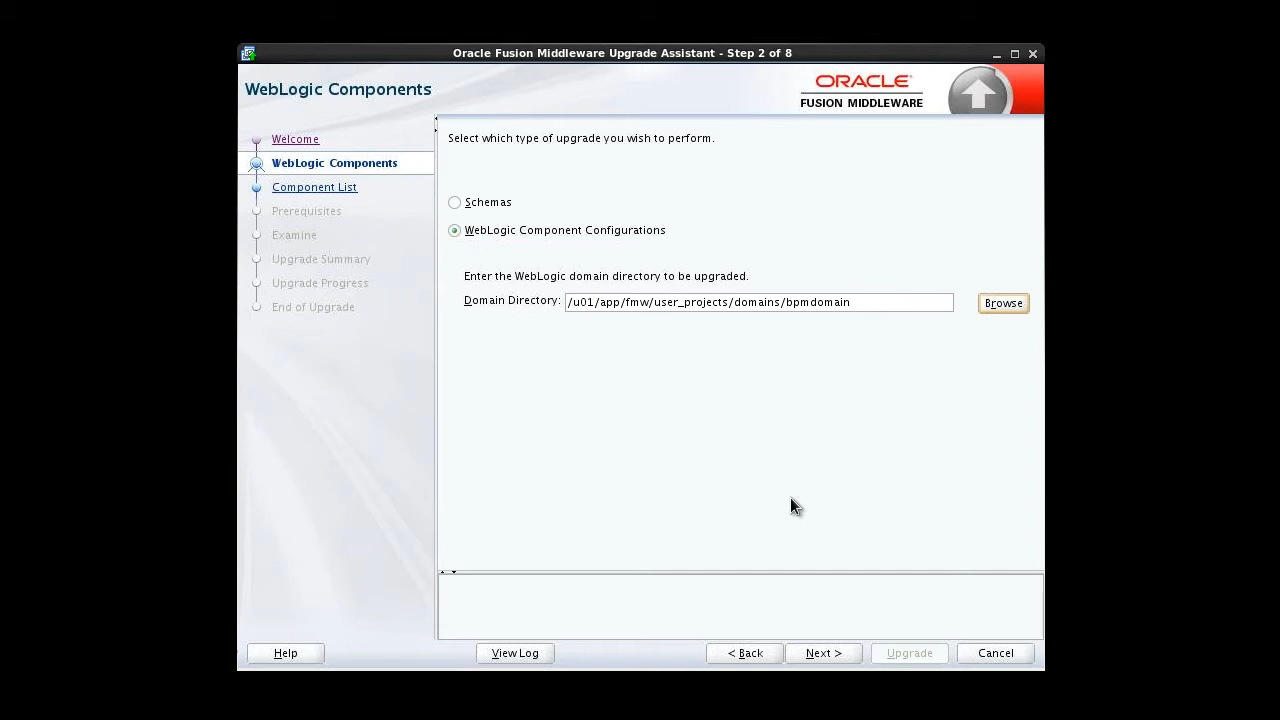 Oracle Fusion Middleware Upgrade Assistant - Step 2 of 8
WebLogic Components
ORACLE
FUSION MIDDLEWARE
Welcome
WebLogic Components
Component List
Prerequisites
Examine
Upgrade Summary
Upgrade Progress
End of Upgrade
Select which type of upgrade you wish to perform.
Schemas
WebLogic Component Configurations
Enter the WebLogic domain directory to be upgraded.
Domain Directory: /u01/app/fmw/user_projects/domains/bpmdomain Browse
Help View Log < Back Next > Upgrade Cancel